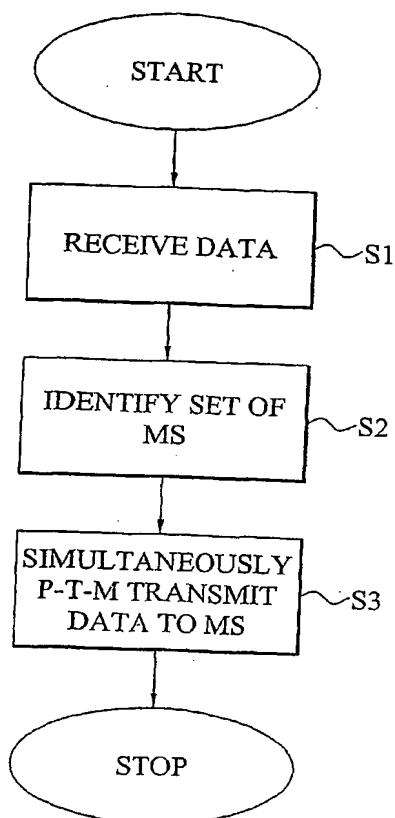 START
RECEIVE DATA
S1
IDENTIFY SET OF
MS
S2
SIMULTANEOUSLY
P-T-M TRANSMIT
DATA TO MS
S3
STOP